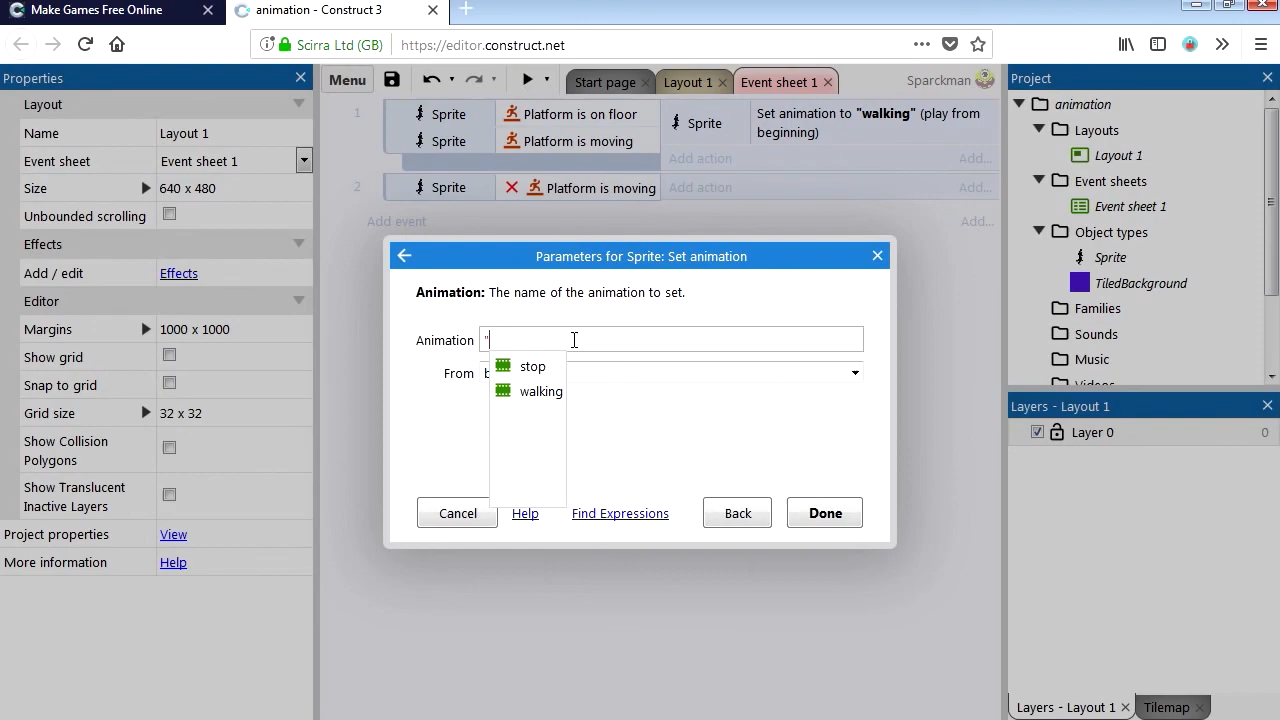 Make Games Free Online
animation - Construct 3
Scirra Ltd (GB)
https://editor.construct.net
Properties
Layout
Name Layout 1
Event sheet Event sheet 1
Size 640 x 480
Unbounded scrolling
Effects
Add / edit Effects
Editor
Margins 1000 x 1000
Show grid
Snap to grid
Grid size 32 x 32
Show Collision
Polygons
Show Translucent
Inactive Layers
Project properties View
More information Help
Menu
Start page
Layout 1
Event sheet 1
Sparckman
1
Sprite Platform is on floor
Sprite Platform is moving
Sprite
Set animation to "walking" (play from
beginning)
Add action Add...
2 Sprite Platform is moving Add action Add...
Add event Add...
Parameters for Sprite: Set animation
Animation: The name of the animation to set.
Animation "
stop
From
walking
Cancel Help Find Expressions Back Done
Project
animation
Layouts
Layout 1
Event sheets
Event sheet 1
Object types
Sprite
TiledBackground
Families
Sounds
Music
Videos
Layers - Layout 1
Layer 0 0
Layers - Layout 1 Tilemap